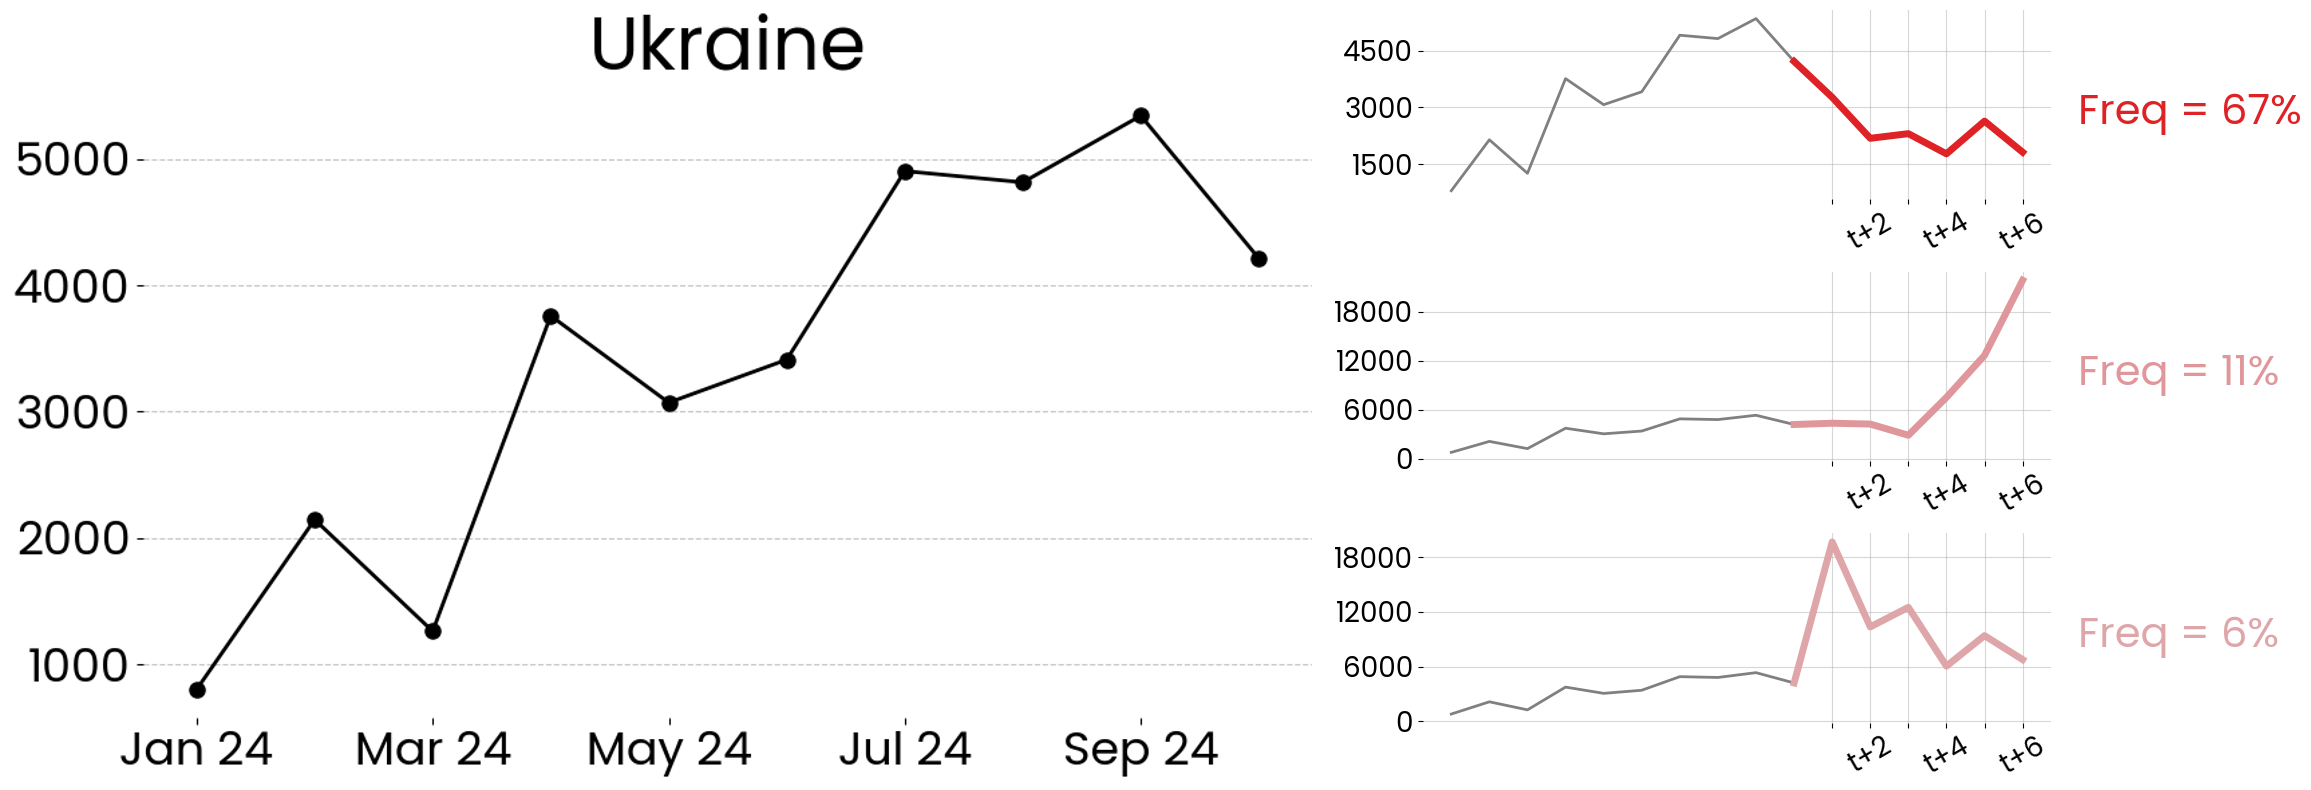 Ukraine
5000
4000
3000
2000
1000
Jan 24 Mar 24 May 24 Jul 24 Sep 24
4500
3000
1500
t+2 t+4 t+6
Freq = 67%
18000
12000
6000
0
t+2 t+4 t+6
Freq = 11%
18000
12000
6000
0
t+2 t+4 t+6
Freq = 6%